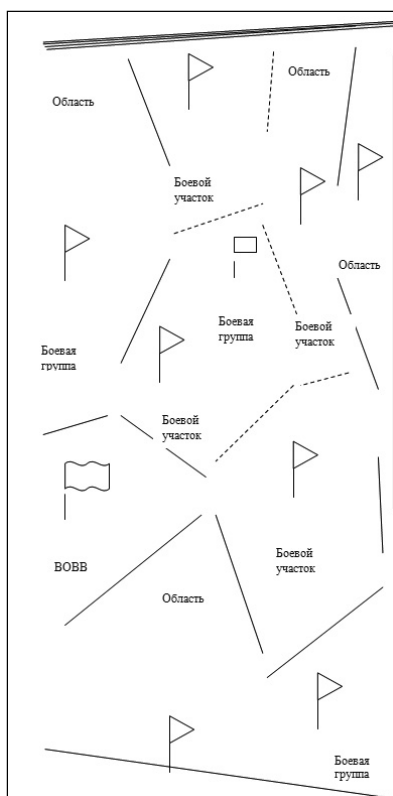 Область
Область
Боевой
участок
Область
Боевая
группа
Боевой
участок
Боевая
группа
Боевой
участок
Боевой
участок
ВОВВ
Область
Боевая
группа